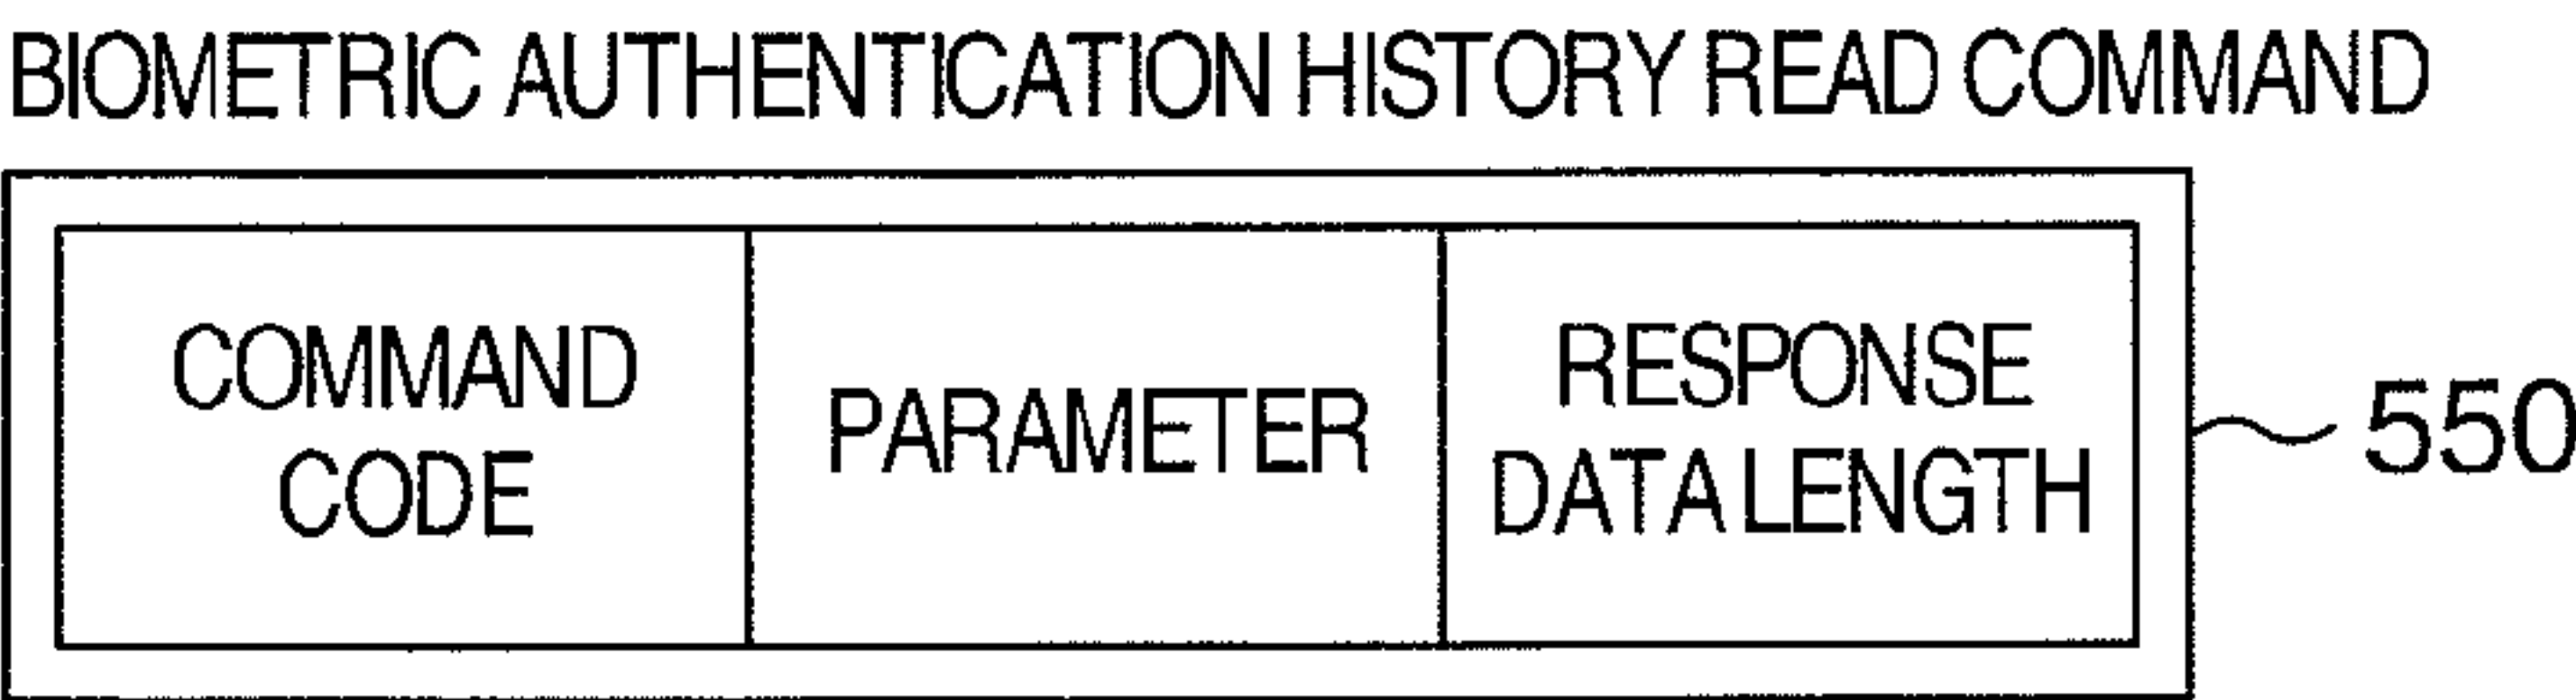 BIOMETRIC AUTHENTICATION HISTORY READ COMMAND
COMMAND
CODE
PARAMETER
RESPONSE
DATA LENGTH
550